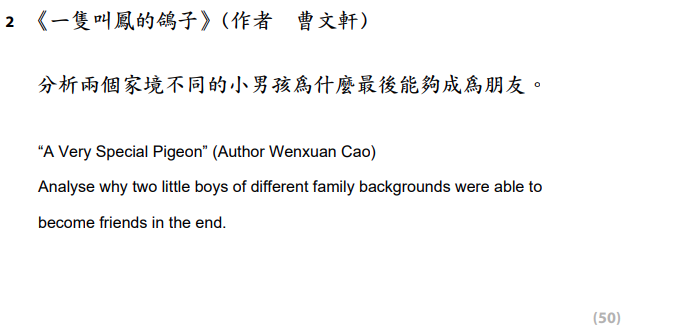 2 《一隻叫鳳的鴿子》(作者　曹文軒)
分析兩個家境不同的小男孩為什麼最後能夠成為朋友。
“A Very Special Pigeon” (Author Wenxuan Cao)
Analyse why two little boys of different family backgrounds were able to
become friends in the end.
(50)